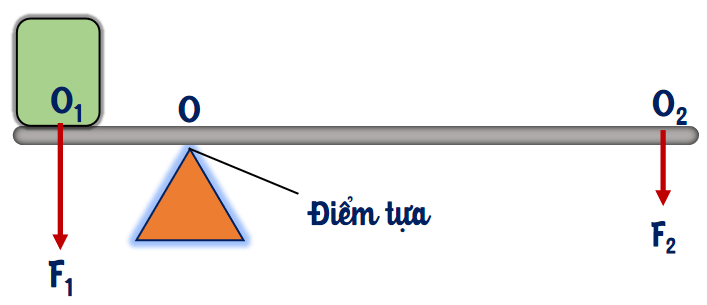 O1
O
O2
Điểm tựa
F1
F2